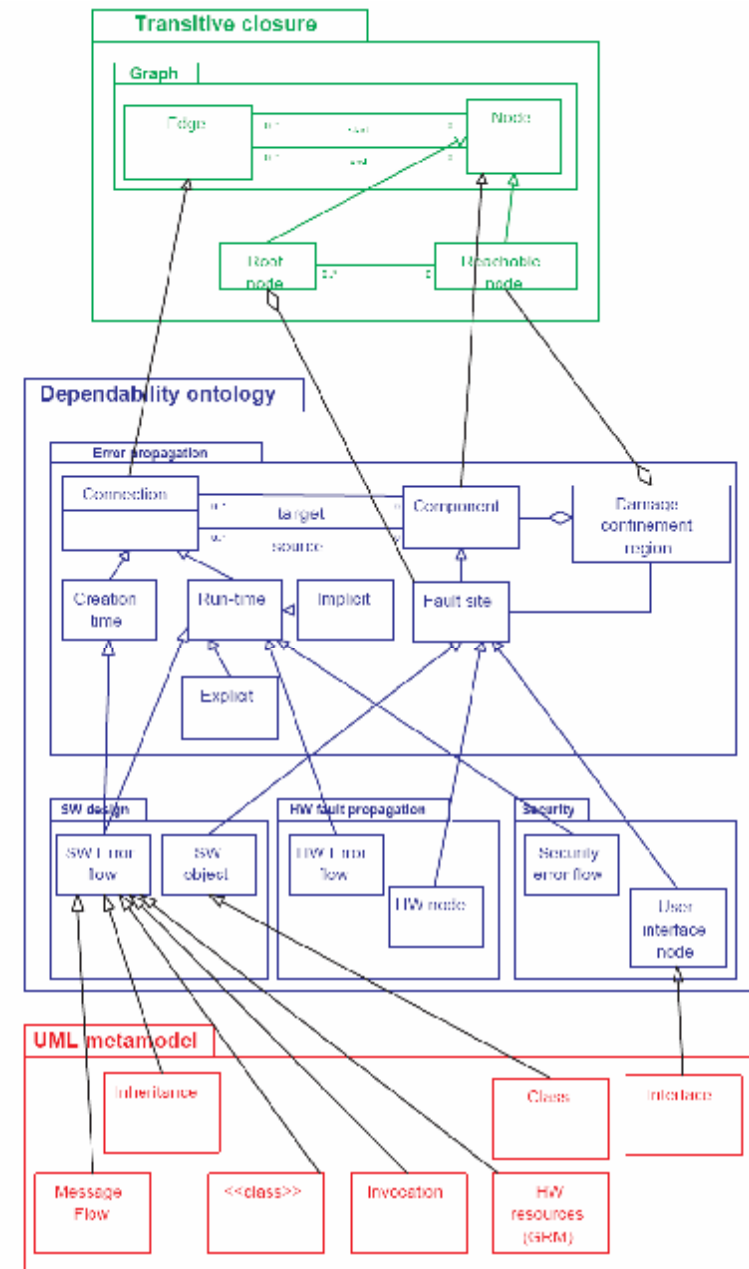 Transitive closure
Graph
Edge
Node
start
Root
node
Reachable
node
Dependability ontology
Error propagation
Connection
Component
target
source
Damage
confinement
region
Creation
time
Run-time
Implicit
Fault site
Explicit
SW design
HW fault propagation
Security
SW Error
flow
SW
object
HW Error
flow
HW node
Security
error flow
User
interface
node
UML metamodel
Inheritance
Class
Interface
Message
Flow
<<class>>
Invocation
HW
resources
(GRM)